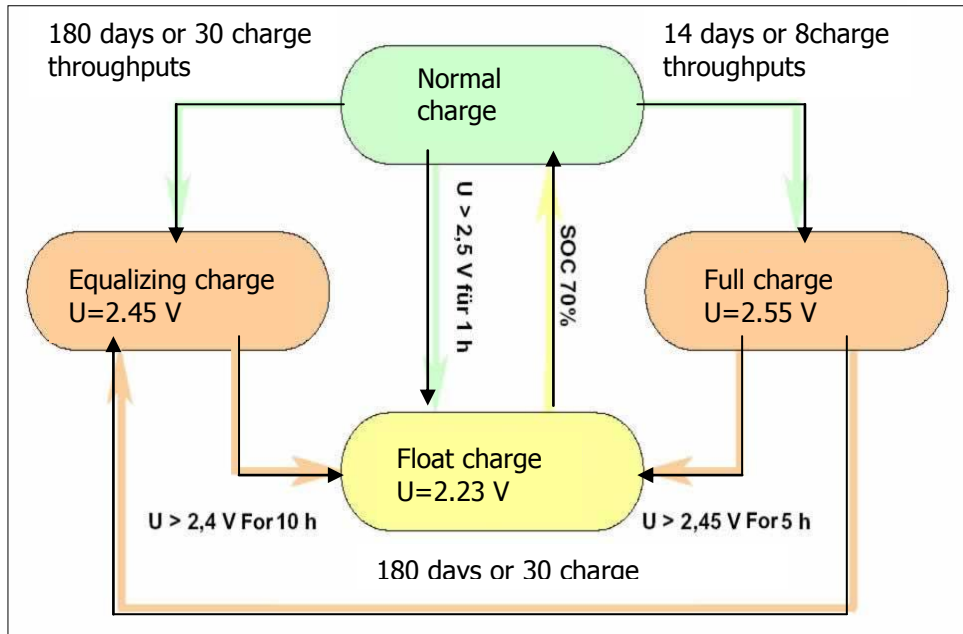 180 days or 30 charge
throughputs
14 days or 8charge
throughputs
Normal
charge
U > 2,5 V für 1 h
SOC 70%
Equalizing charge
U=2.45 V
Full charge
U=2.55 V
Float charge
U=2.23 V
U > 2,4 V For 10 h
U > 2,45 V For 5 h
180 days or 30 charge